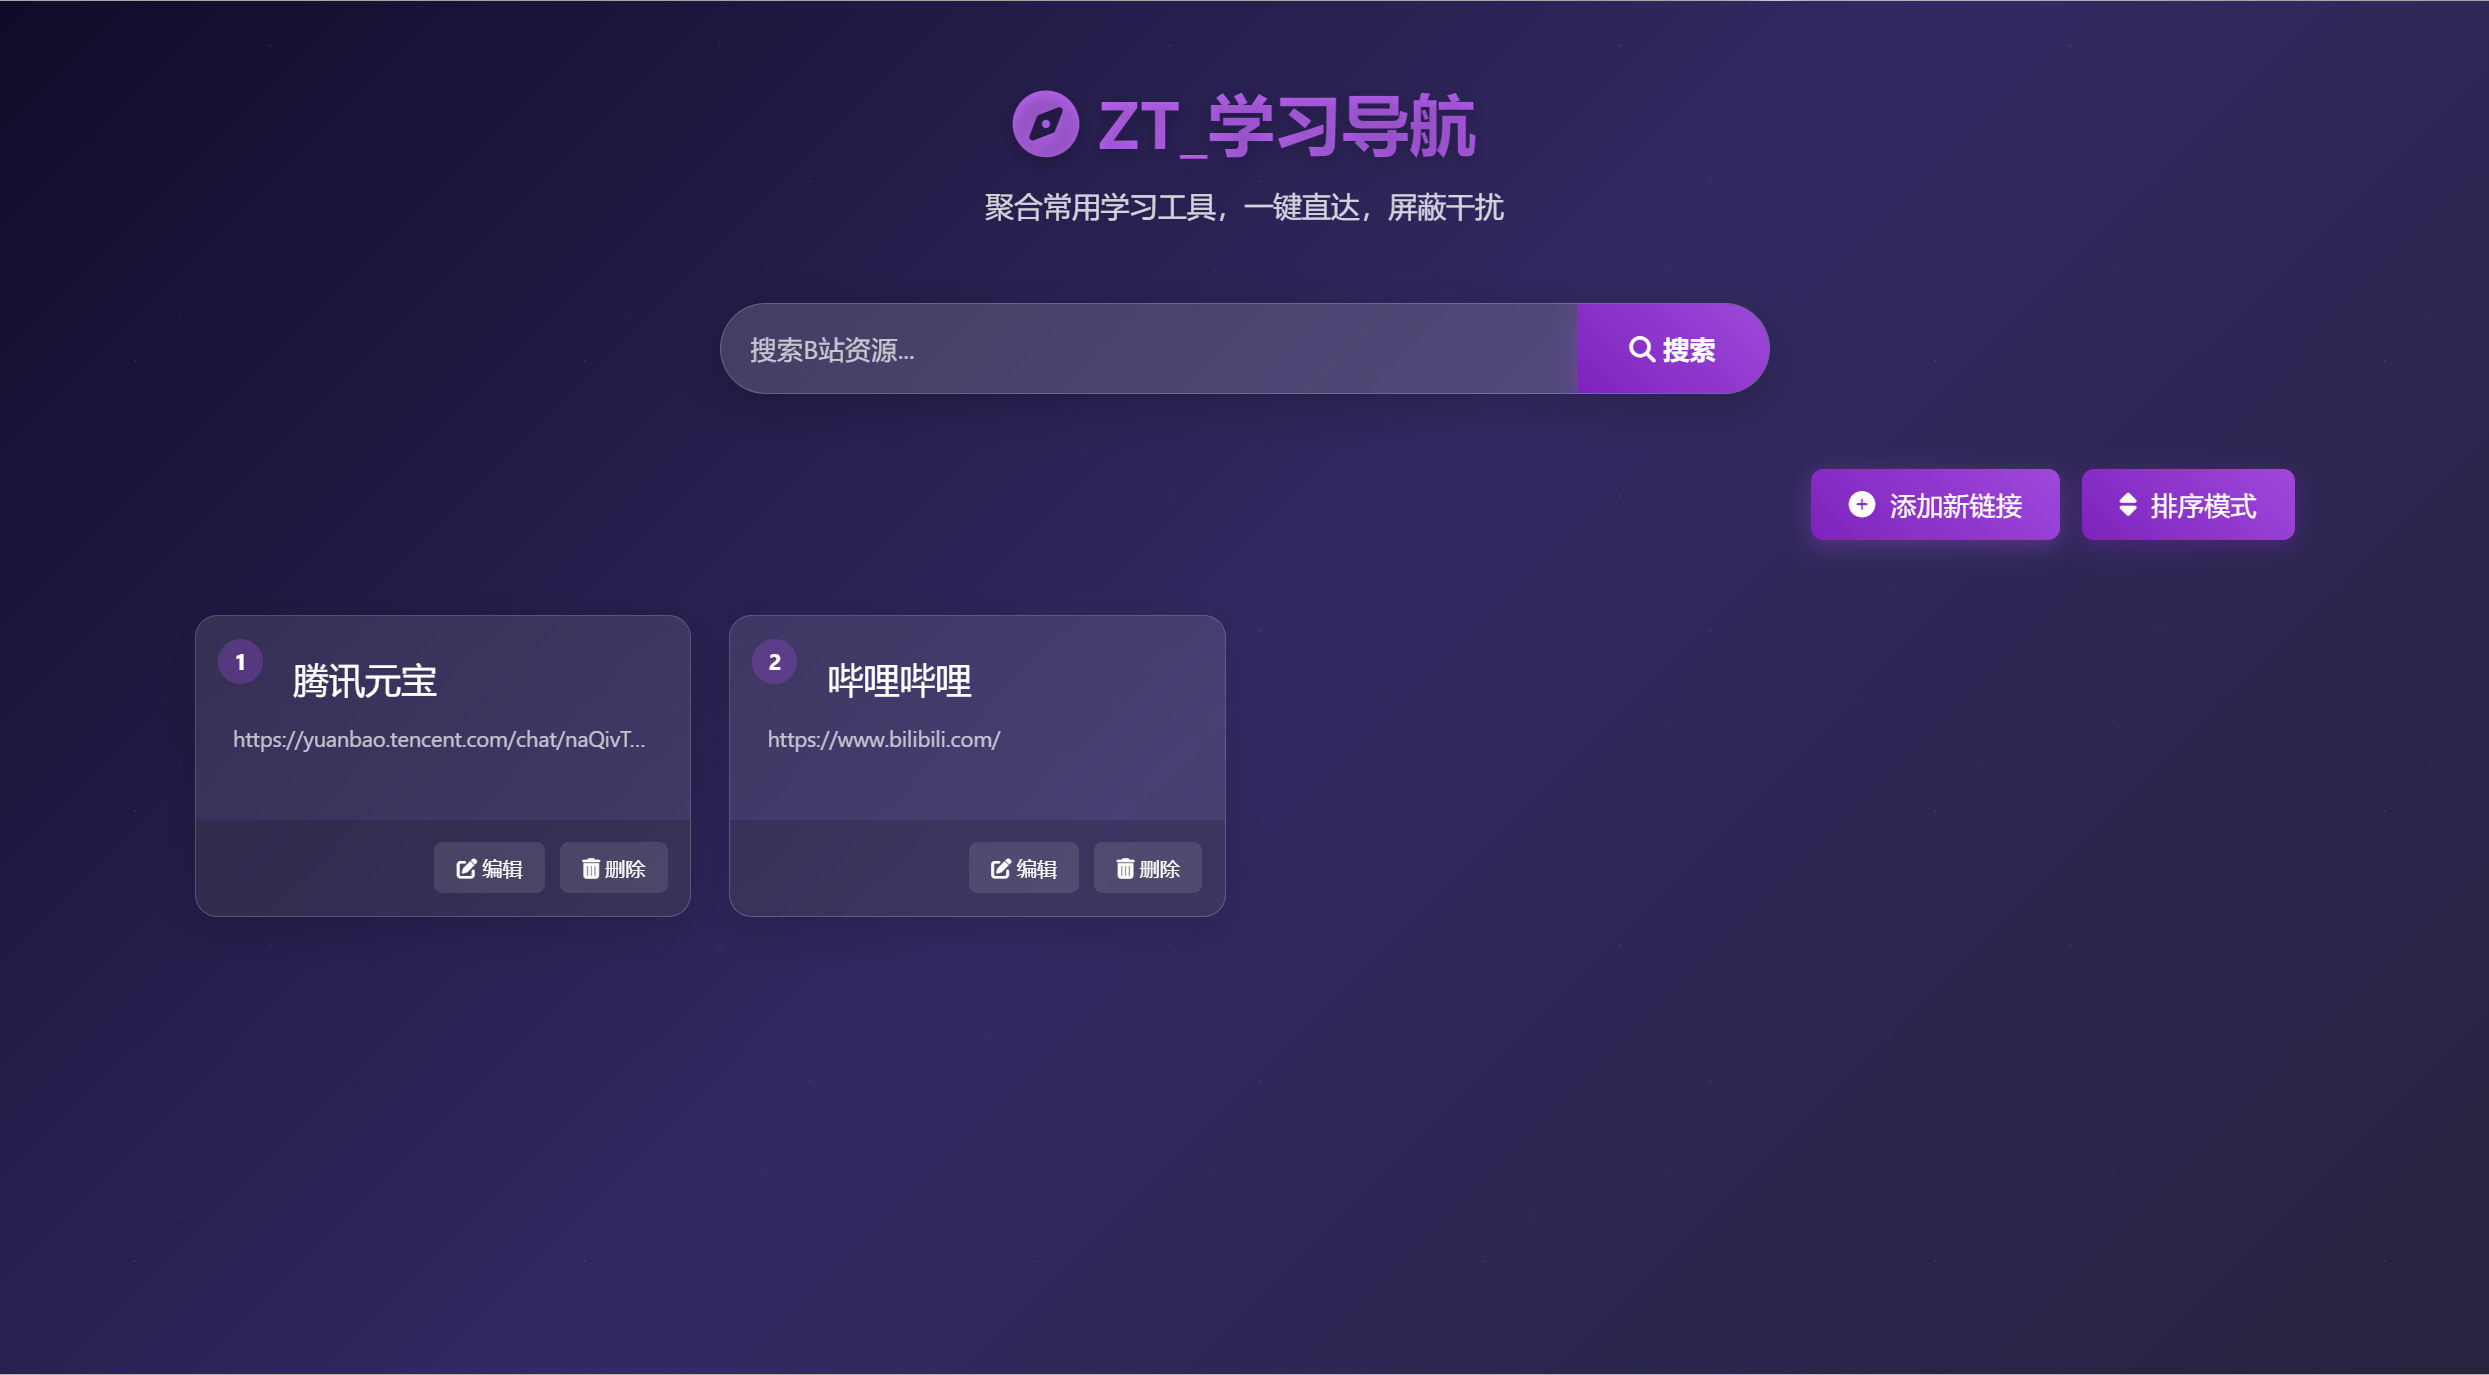 ZT_学习导航
聚合常用学习工具，一键直达，屏蔽干扰
搜索B站资源...
搜索
添加新链接
排序模式
1
腾讯元宝
https://yuanbao.tencent.com/chat/naQivT...
编辑
删除
2
哔哩哔哩
https://www.bilibili.com/
编辑
删除